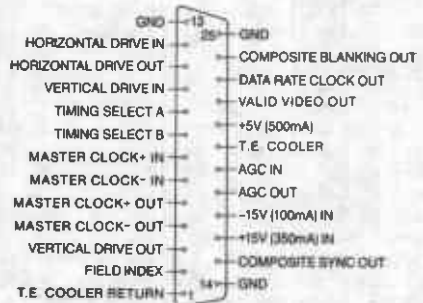 GND 13
25 GND
HORIZONTAL DRIVE IN
COMPOSITE BLANKING OUT
HORIZONTAL DRIVE OUT
DATA RATE CLOCK OUT
VERTICAL DRIVE IN
VALID VIDEO OUT
TIMING SELECT A
+5V (500mA)
TIMING SELECT B
T.E. COOLER
MASTER CLOCK+ IN
AGC IN
MASTER CLOCK- IN
AGC OUT
MASTER CLOCK+ OUT
-15V (100mA) IN
MASTER CLOCK- OUT
+15V (350mA) IN
VERTICAL DRIVE OUT
COMPOSITE SYNC OUT
FIELD INDEX
14 GND
T.E. COOLER RETURN 1